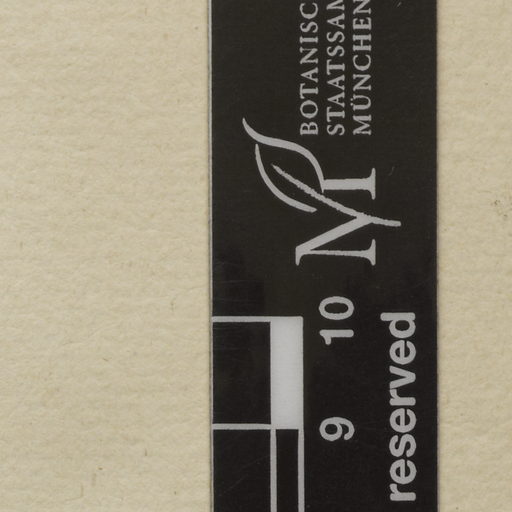 BOTANISC
STAATSSAM
MÜNCHEN
M
9 10
reserved